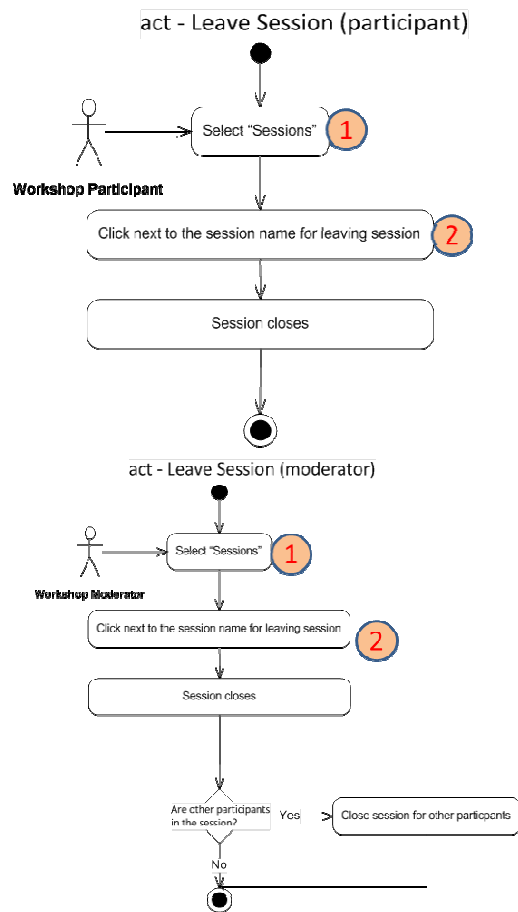 act - Leave Session (participant)
Select “Sessions”
1
Workshop Participant
Click next to the session name for leaving session
2
Session closes
act - Leave Session (moderator)
Select “Sessions”
1
Workshop Moderator
Click next to the session name for leaving session
2
Session closes
Are other participants
in the session?
Yes
Close session for other particpants
No